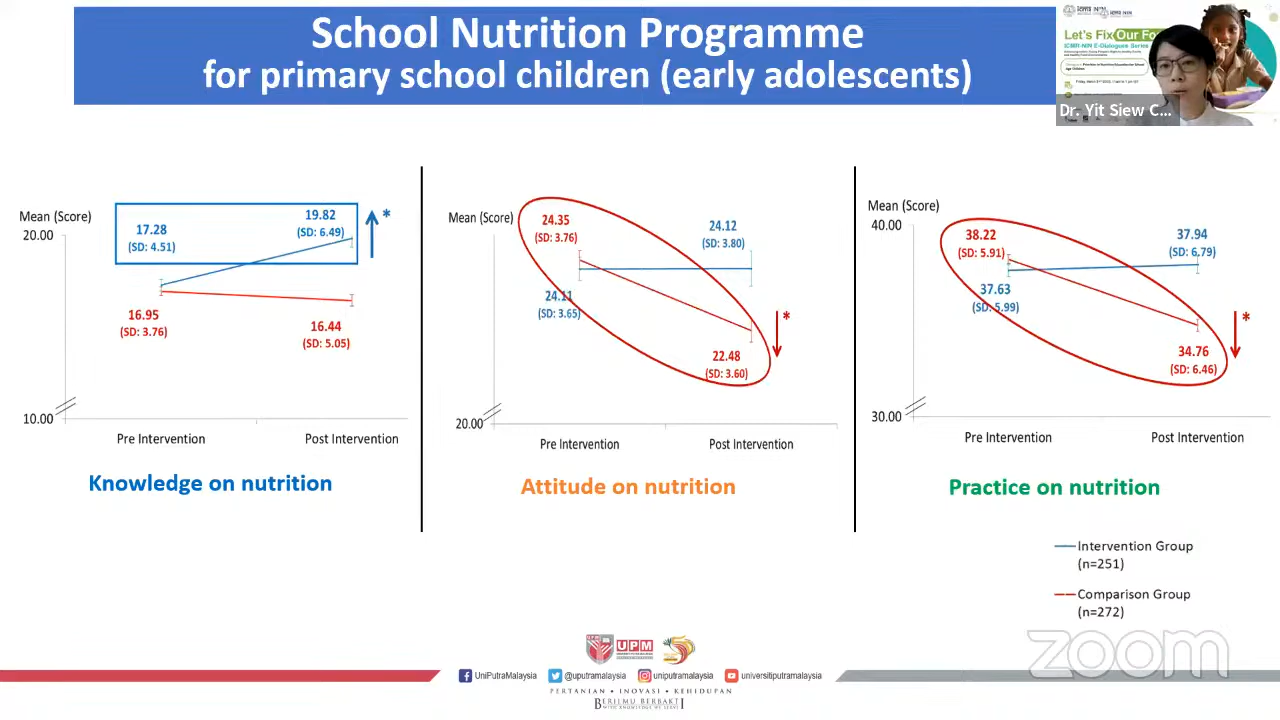 School Nutrition Programme
for primary school children (early adolescents)
Let's Fix Our Fo
ICMR-NIN E-Dialogue Series
Dr. Yit Siew C...
Mean (Score)
20.00
10.00
17.28
(SD: 4.51)
19.82
(SD: 6.49)
*
16.95
(SD: 3.76)
16.44
(SD: 5.05)
Pre Intervention
Post Intervention
Knowledge on nutrition
Mean (Score)
20.00
24.35
(SD: 3.76)
24.12
(SD: 3.80)
24.11
(SD: 3.65)
*
22.48
(SD: 3.60)
Pre Intervention
Post Intervention
Attitude on nutrition
Mean (Score)
40.00
30.00
38.22
(SD: 5.91)
37.94
(SD: 6.79)
37.63
(SD: 5.99)
*
34.76
(SD: 6.46)
Pre Intervention
Post Intervention
Practice on nutrition
Intervention Group
(n=251)
Comparison Group
(n=272)
zoom
UPM
UniPutraMalaysia
@uputramalaysia
uniputramalaysia
universitiputramalaysia
PERTANIAN • INOVASI • KEHIDUPAN
BERILMU BERBAKTI
WITH KNOWLEDGE WE SERVE